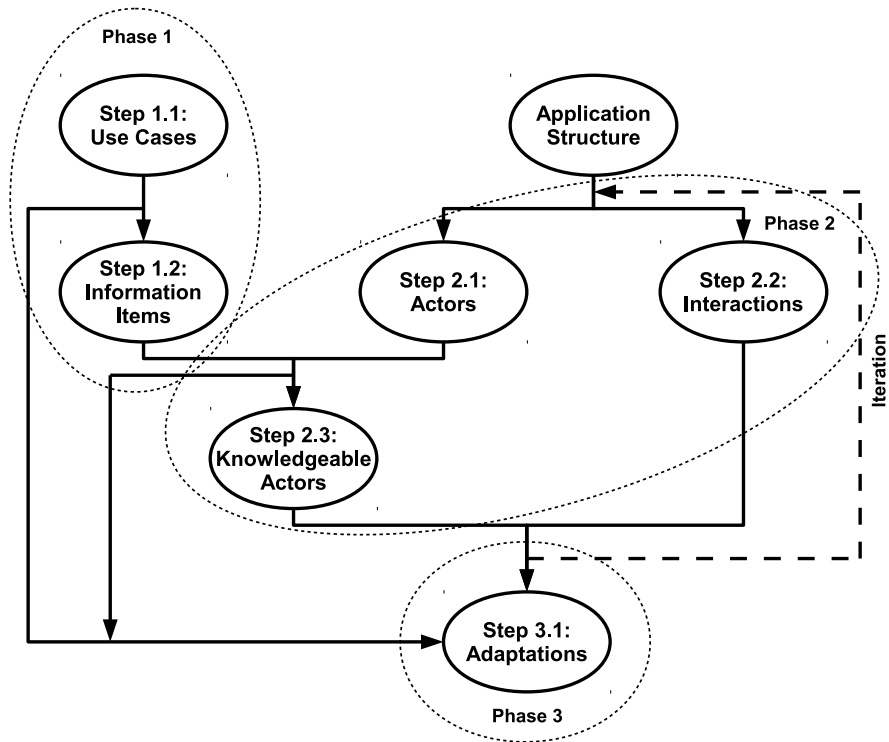 Phase 1
Step 1.1:
Use Cases
Application
Structure
Phase 2
Step 1.2:
Information
Items
Step 2.1:
Actors
Step 2.2:
Interactions
Iteration
Step 2.3:
Knowledgeable
Actors
Step 3.1:
Adaptations
Phase 3